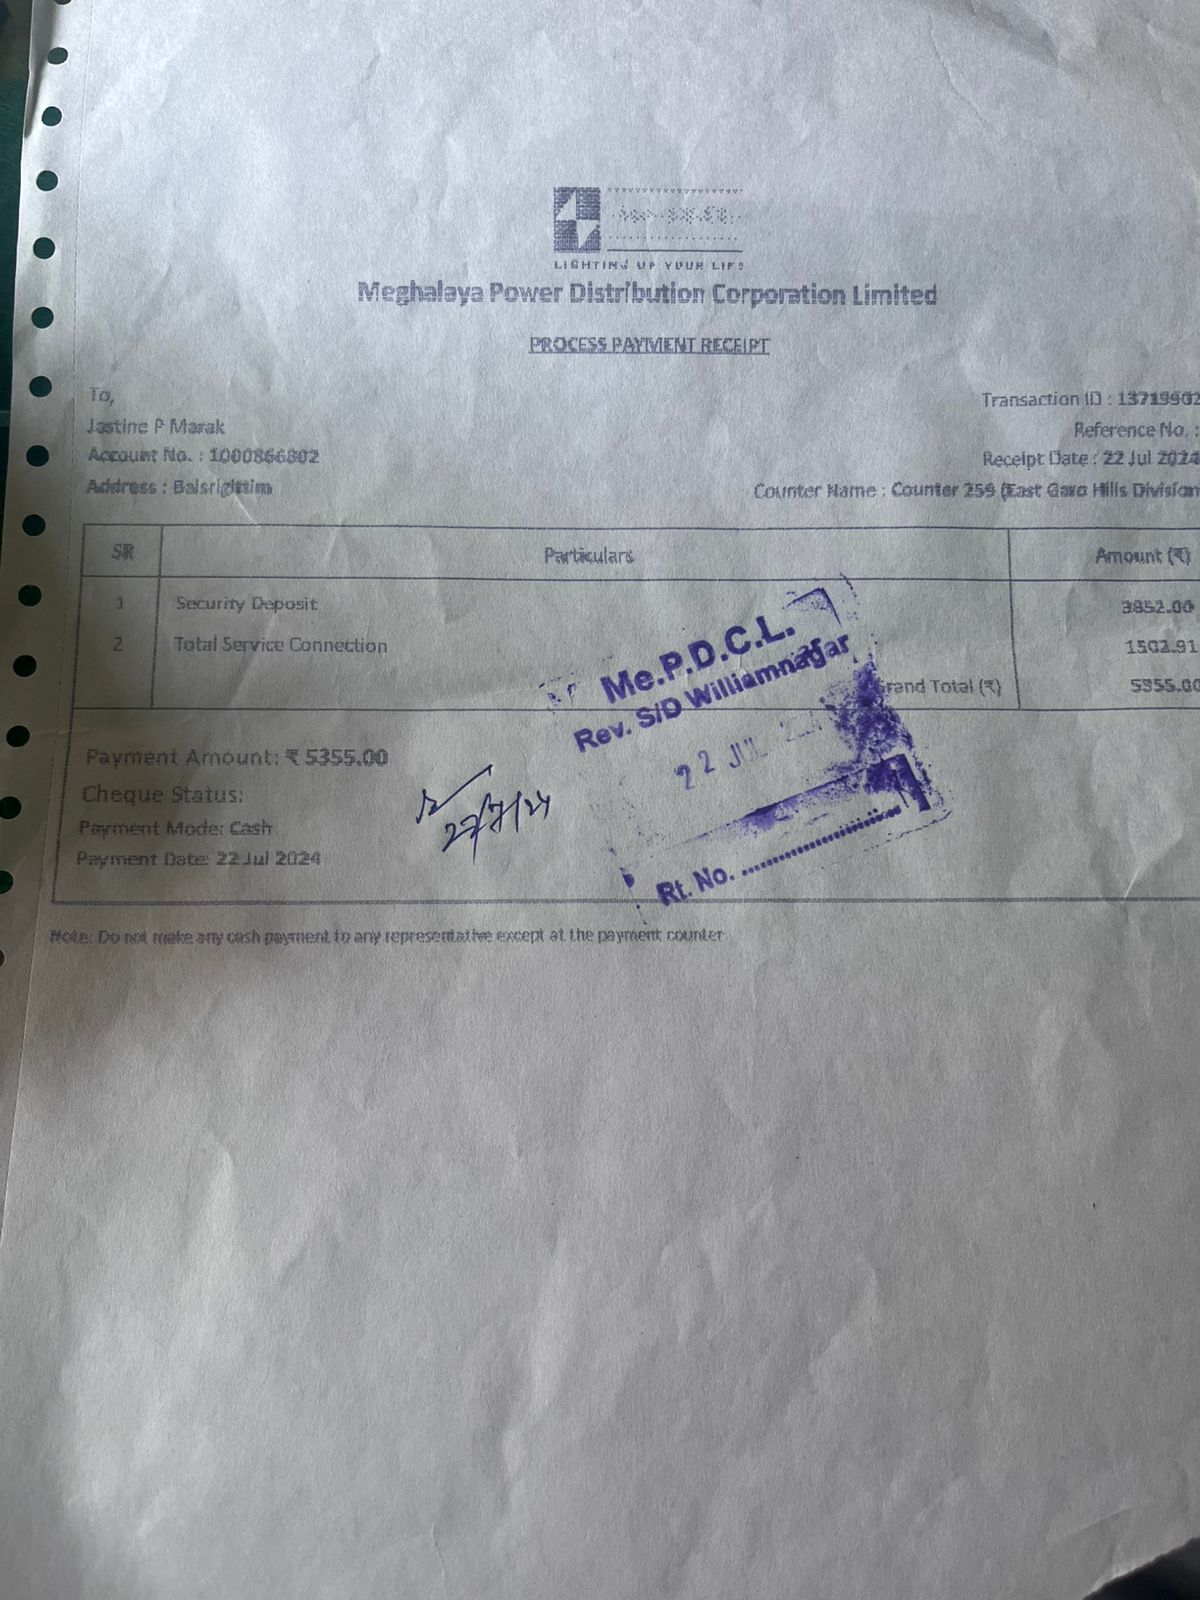 LIGHTING UP YOUR LIFE
Meghalaya Power Distribution Corporation Limited
PROCESS PAYMENT RECEIPT
To,
Jastine P Marak
Account No. : 1000866802
Address : Balsrigittim
Transaction ID : 13719902
Reference No. :
Receipt Date : 22 Jul 2024
Counter Name : Counter 259 (East Garo Hills Division
SR Particulars Amount (₹)
1 Security Deposit 3852.00
2 Total Service Connection 1502.91
Grand Total (₹) 5355.00
Payment Amount: ₹ 5355.00
Cheque Status:
Payment Mode: Cash
Payment Date: 22 Jul 2024
Me.P.D.C.L.
Rev. S/D Williamnagar
22 JUL 2024
Rt. No. ........................
22/7/24
Note: Do not make any cash payment to any representative except at the payment counter